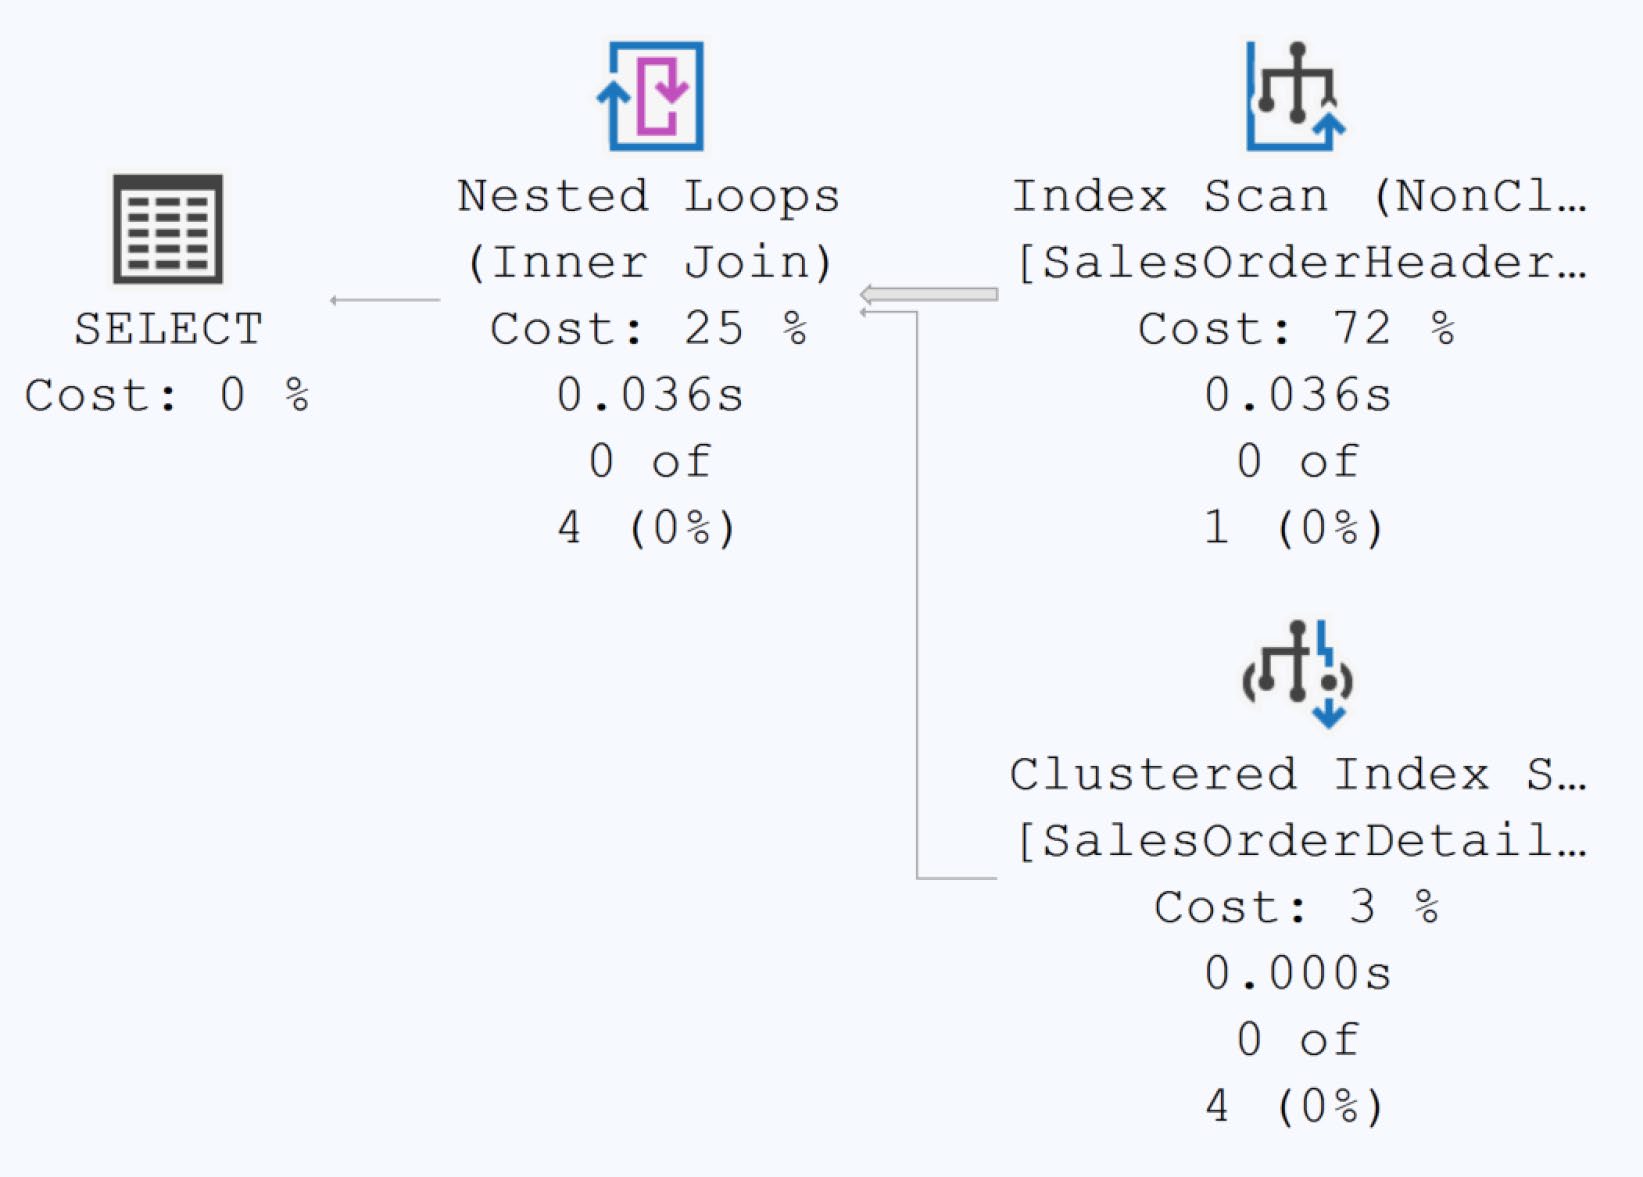 SELECT
Cost: 0 %
Nested Loops
(Inner Join)
Cost: 25 %
0.036s
0 of
4 (0%)
Index Scan (NonCl…
[SalesOrderHeader…
Cost: 72 %
0.036s
0 of
1 (0%)
Clustered Index S…
[SalesOrderDetail…
Cost: 3 %
0.000s
0 of
4 (0%)